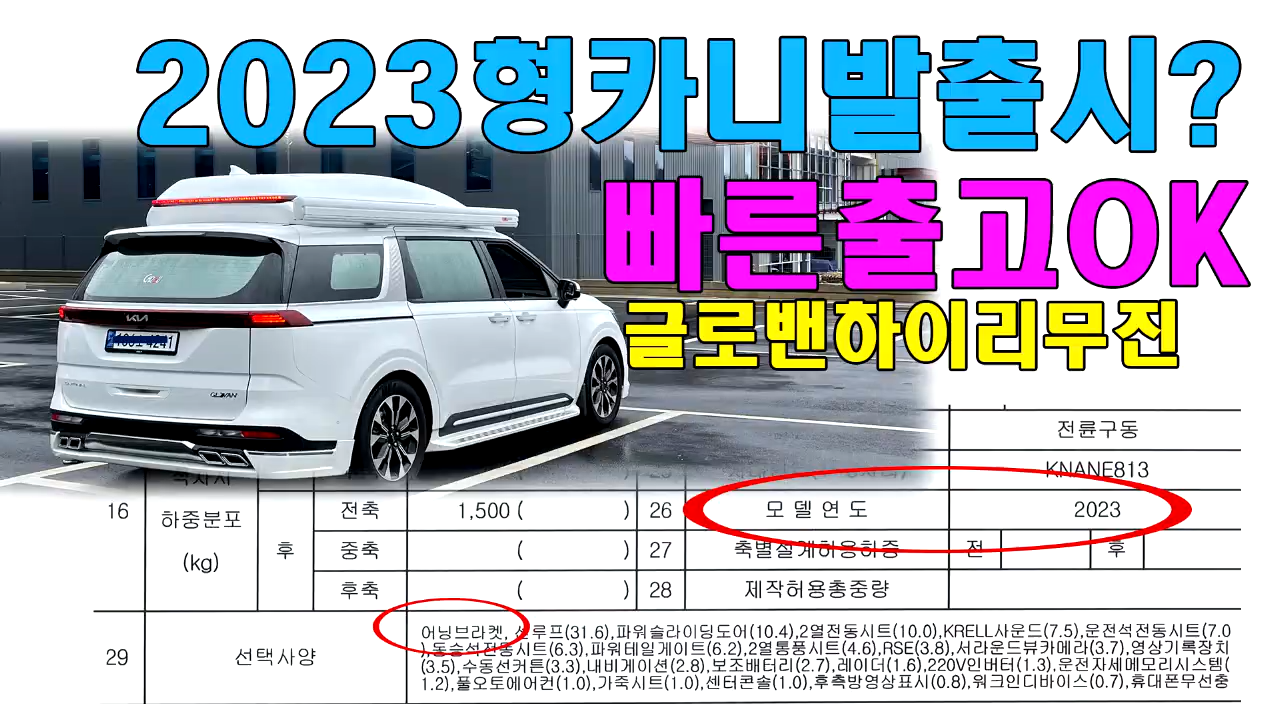 2023형카니발출시?
빠른출고OK
글로밴하이리무진
KIA
GLOVAN
전륜구동
KNANE813
16 하중분포 (kg) 후 전축 1,500 ( ) 26 모 델 연 도 2023
중축 ( ) 27 축별설계허용하중 전 후
후축 ( ) 28 제작허용총중량
29 선택사양
어닝브라켓, 선루프(31.6),파워슬라이딩도어(10.4),2열전동시트(10.0),KRELL사운드(7.5),운전석전동시트(7.0
),동승석전동시트(6.3),파워테일게이트(6.2),2열통풍시트(4.6),RSE(3.8),서라운드뷰카메라(3.7),영상기록장치
(3.5),수동선커튼(3.3),내비게이션(2.8),보조배터리(2.7),레이더(1.6),220V인버터(1.3),운전자세메모리시스템(
1.2),풀오토에어컨(1.0),가죽시트(1.0),센터콘솔(1.0),후측방영상표시(0.8),워크인디바이스(0.7),휴대폰무선충